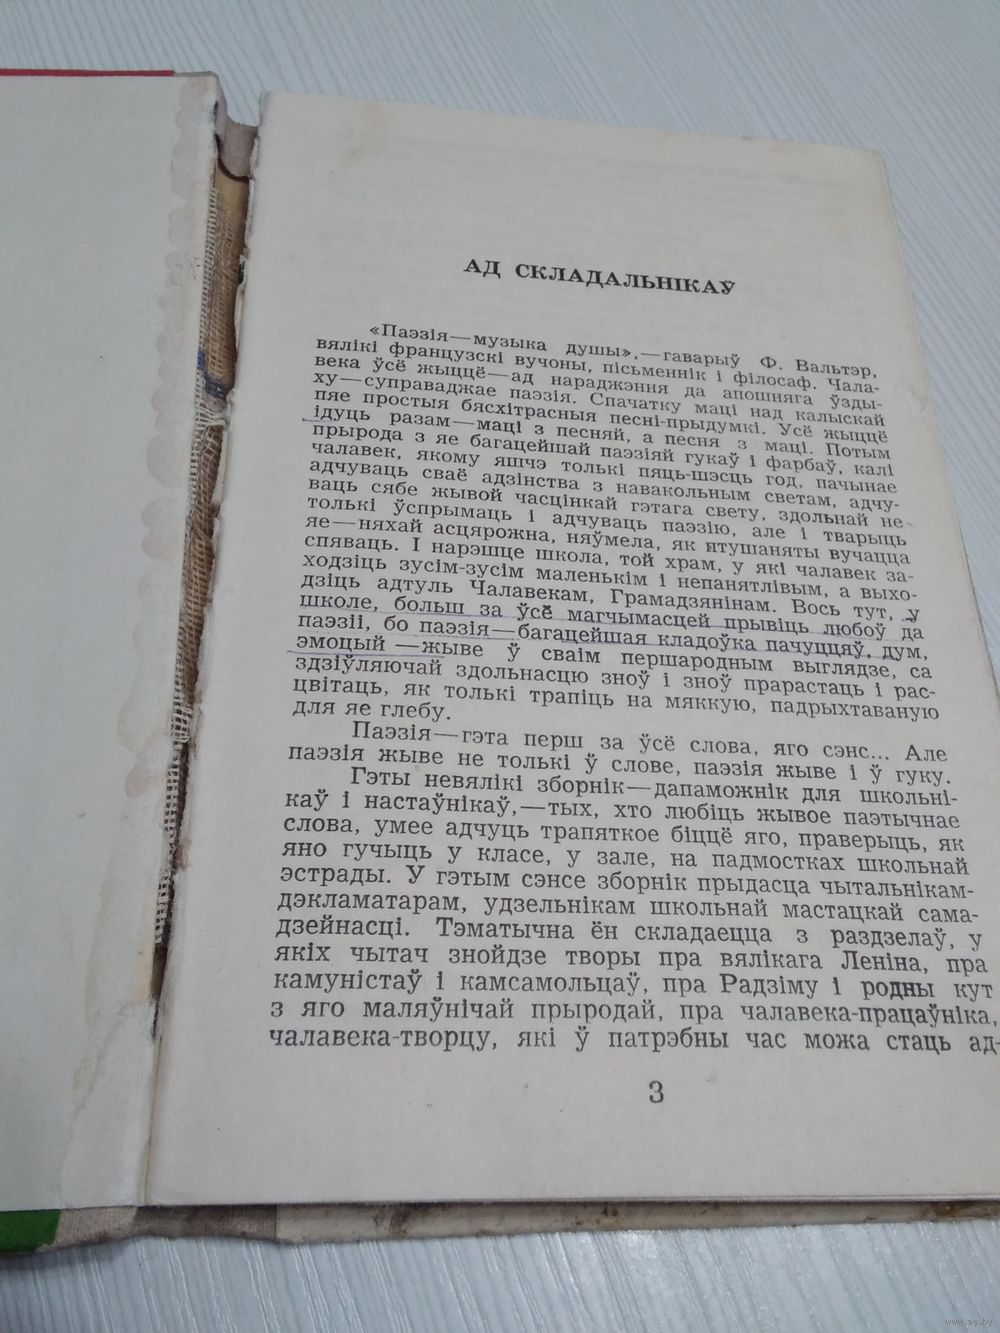 АД СКЛАДАЛЬНІКАЎ
«Паэзія—музыка душы»,—гаварыў Ф. Вальтэр,
вялікі французскі вучоны, пісьменнік і філосаф. Чала-
века ўсё жыццё—ад нараджэння да апошняга ўзды-
ху—суправаджае паэзія. Спачатку маці над калыскай
пяе простыя бясхітрасныя песні-прыдумкі. Усё жыццё
ідуць разам—маці з песняй, а песня з маці. Потым
прырода з яе багацейшай паэзіяй гукаў і фарбаў, калі
чалавек, якому яшчэ толькі пяць-шэсць год, пачынае
адчуваць сваё адзінства з навакольным светам, адчу-
ваць сябе жывой часцінкай гэтага свету, здольнай не
толькі ўспрымаць і адчуваць паэзію, але і тварыць
яе—няхай асцярожна, няўмела, як птушаняты вучацца
спяваць. І нарэшце школа, той храм, у які чалавек за-
ходзіць зусім-зусім маленькім і непанятлівым, а выхо-
дзіць адтуль Чалавекам, Грамадзянінам. Вось тут, у
школе, больш за ўсё магчымасцей прывіць любоў да
паэзіі, бо паэзія—багацейшая кладоўка пачуццяў, дум,
эмоцый—жыве ў сваім першародным выглядзе, са
здзіўляючай здольнасцю зноў і зноў прарастаць і рас-
цвітаць, як толькі трапіць на мяккую, падрыхтаваную
для яе глебу.
Паэзія—гэта перш за ўсё слова, яго сэнс... Але
паэзія жыве не толькі ў слове, паэзія жыве і ў гуку.
Гэты невялікі зборнік—дапаможнік для школьні-
каў і настаўнікаў,—тых, хто любіць жывое паэтычнае
слова, умее адчуць трапяткое біццё яго, праверыць, як
яно гучыць у класе, у зале, на падмостках школьнай
эстрады. У гэтым сэнсе зборнік прыдасца чытальнікам-
дэкламатарам, удзельнікам школьнай мастацкай сама-
дзейнасці. Тэматычна ён складаецца з раздзелаў, у
якіх чытач знойдзе творы пра вялікага Леніна, пра
камуністаў і камсамольцаў, пра Радзіму і родны кут
з яго маляўнічай прыродай, пра чалавека-працаўніка,
чалавека-творцу, які ў патрэбны час можа стаць ад-
3
www.ay.by